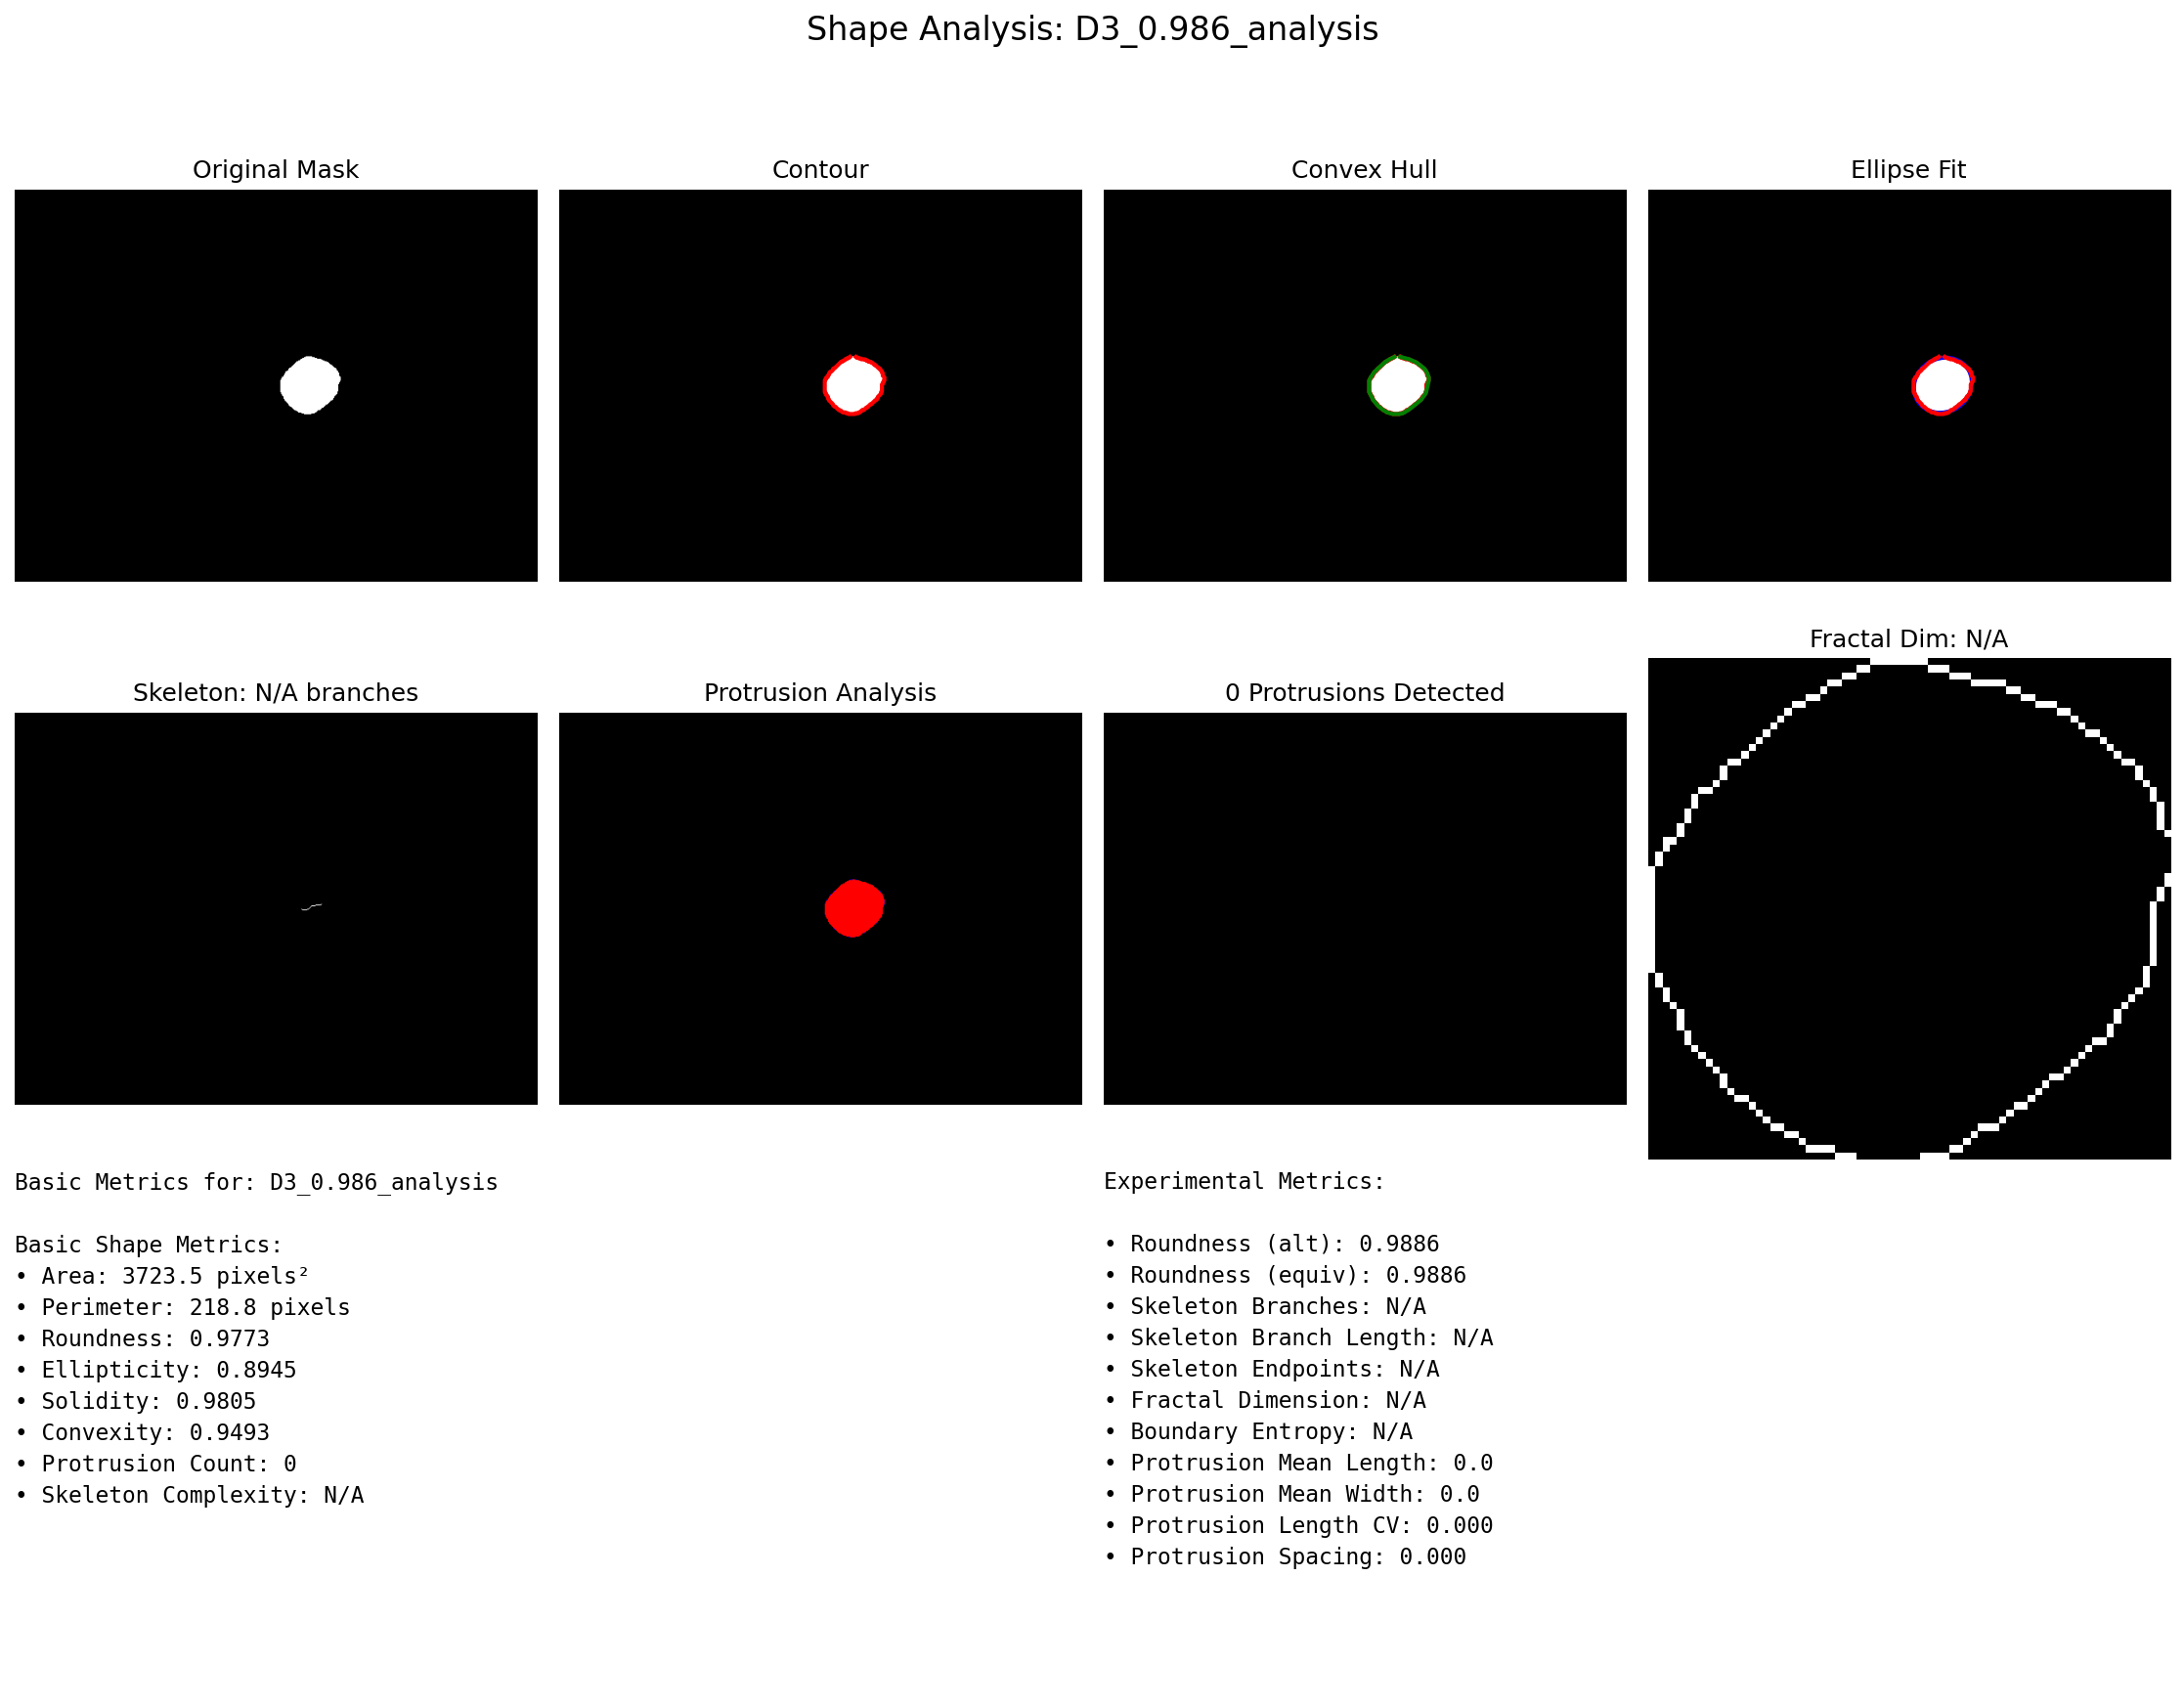 Shape Analysis: D3_0.986_analysis
Original Mask
Contour
Convex Hull
Ellipse Fit
Skeleton: N/A branches
Protrusion Analysis
0 Protrusions Detected
Fractal Dim: N/A
Basic Metrics for: D3_0.986_analysis
Basic Shape Metrics:
• Area: 3723.5 pixels²
• Perimeter: 218.8 pixels
• Roundness: 0.9773
• Ellipticity: 0.8945
• Solidity: 0.9805
• Convexity: 0.9493
• Protrusion Count: 0
• Skeleton Complexity: N/A
Experimental Metrics:
• Roundness (alt): 0.9886
• Roundness (equiv): 0.9886
• Skeleton Branches: N/A
• Skeleton Branch Length: N/A
• Skeleton Endpoints: N/A
• Fractal Dimension: N/A
• Boundary Entropy: N/A
• Protrusion Mean Length: 0.0
• Protrusion Mean Width: 0.0
• Protrusion Length CV: 0.000
• Protrusion Spacing: 0.000